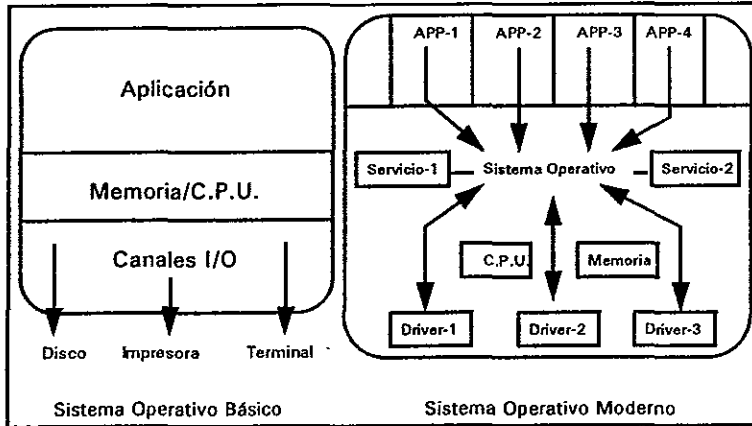 Aplicación
Memoria/C.P.U.
Canales I/O
Disco
Impresora
Terminal
Sistema Operativo Básico
APP-1
APP-2
APP-3
APP-4
Servicio-1
Sistema Operativo
Servicio-2
C.P.U.
Memoria
Driver-1
Driver-2
Driver-3
Sistema Operativo Moderno